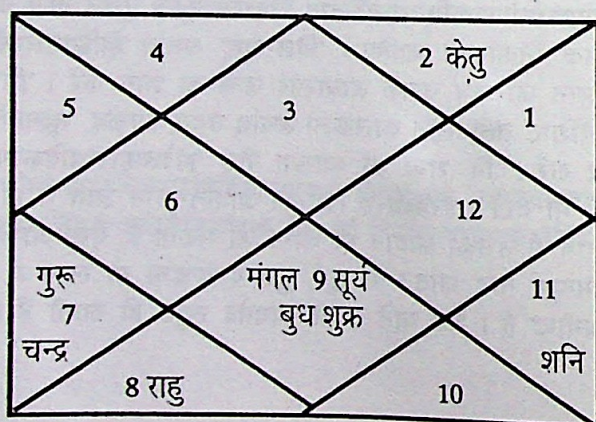 4
2 केतु
5
3
1
6
12
गुरू
7
चन्द्र
मंगल 9 सूर्य
बुध शुक्र
11
शनि
8 राहु
10